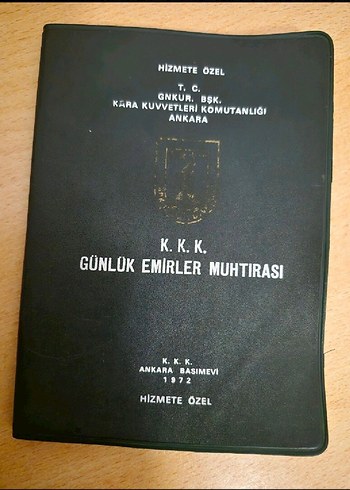 HİZMETE ÖZEL
T. C.
GNKUR. BŞK.
KARA KUVVETLERİ KOMUTANLIĞI
ANKARA
K. K. K.
GÜNLÜK EMİRLER MUHTIRASI
K. K. K.
ANKARA BASIMEVİ
1972
HİZMETE ÖZEL